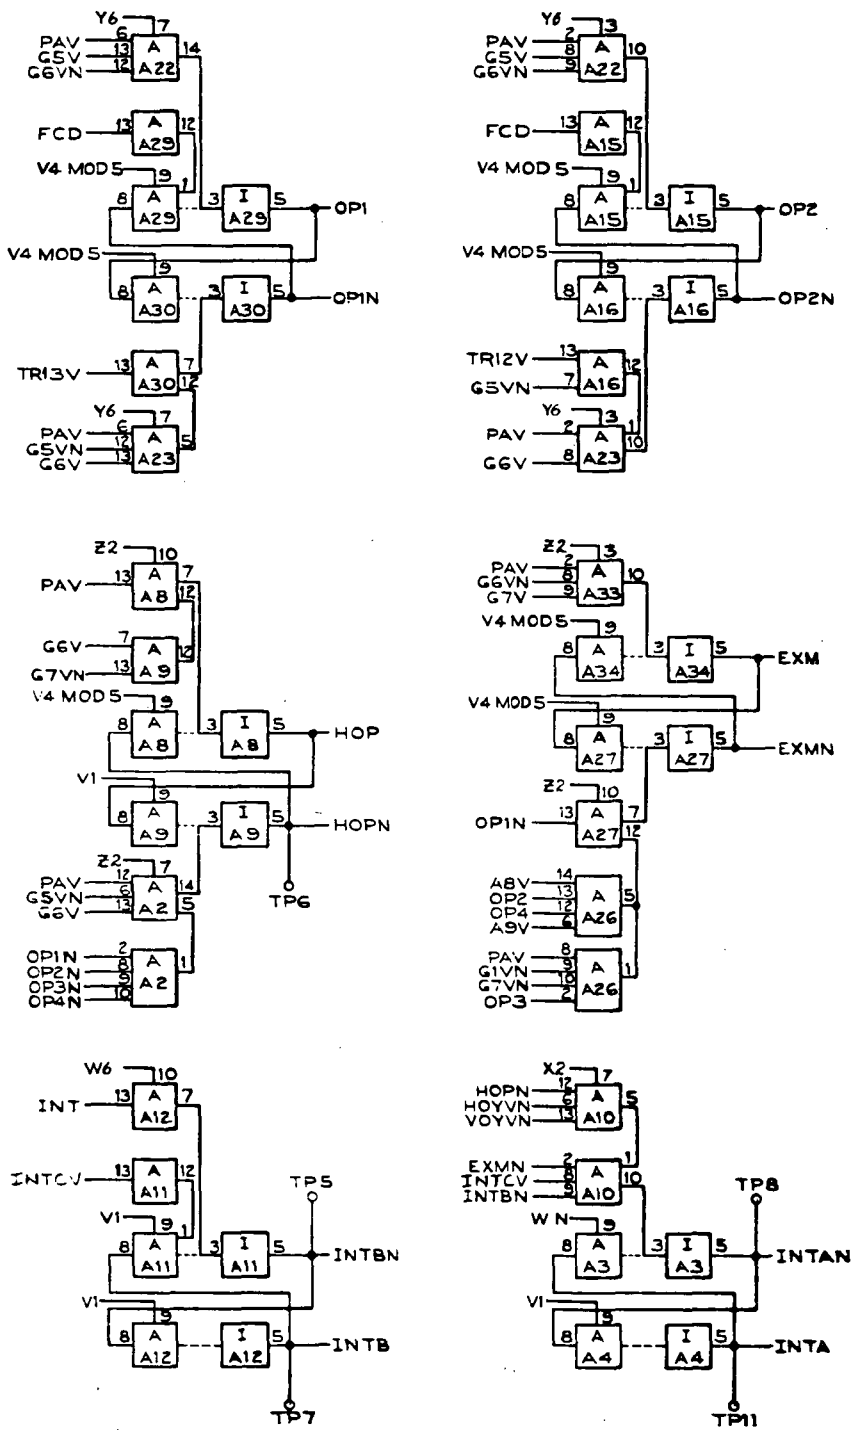 Y6
7
PAV 6
G5V 13
G6VN 12
A
A22
14
FCD 13
A
A29
12
V4 MOD5
9
1
8
A
A29
3
I
A29
5
OP1
V4 MOD5
9
8
A
A30
3
I
A30
5
OP1N
TR13V 13
A
A30
7
12
Y6
7
PAV 6
G5VN 12
G6V 13
A
A23
5
Y6
3
PAV 2
G5V 8
G6VN 9
A
A22
10
FCD 13
A
A15
12
V4 MOD5
9
1
8
A
A15
3
I
A15
5
OP2
V4 MOD5
9
8
A
A16
3
I
A16
5
OP2N
TR12V 13
G5VN 7
A
A16
12
Y6
3
PAV 2
G6V 8
A
A23
1
10
Z2
10
PAV 13
A
A8
7
12
G6V 7
G7VN 13
A
A9
12
V4 MOD5
9
8
A
A8
3
I
A8
5
HOP
V1
9
8
A
A9
3
I
A9
5
HOPN
Z2
7
PAV 12
G5VN 6
G6V 13
A
A2
14
5
TP6
OP1N 2
OP2N 8
OP3N 9
OP4N 10
A
A2
1
Z2
3
PAV 2
G6VN 8
G7V 9
A
A33
10
V4 MOD5
9
8
A
A34
3
I
A34
5
EXM
V4 MOD5
9
8
A
A27
3
I
A27
5
EXMN
Z2
10
OP1N 13
A
A27
7
12
A8V 14
OP2 13
OP4 12
A9V 6
A
A26
5
PAV 8
G1VN 9
G7VN 10
OP3 2
A
A26
1
W6
10
INT 13
A
A12
7
INTCV 13
A
A11
12
TP5
V1
9
1
8
A
A11
3
I
A11
5
INTBN
V1
9
8
A
A12
I
A12
5
INTB
TP7
X2
7
HOPN 12
HOYVN 6
VOYVN 13
A
A10
5
EXMN 2
INTCV 8
INTBN 9
A
A10
1
10
TP8
WN
9
8
A
A3
3
I
A3
5
INTAN
V1
9
8
A
A4
I
A4
5
INTA
TP11